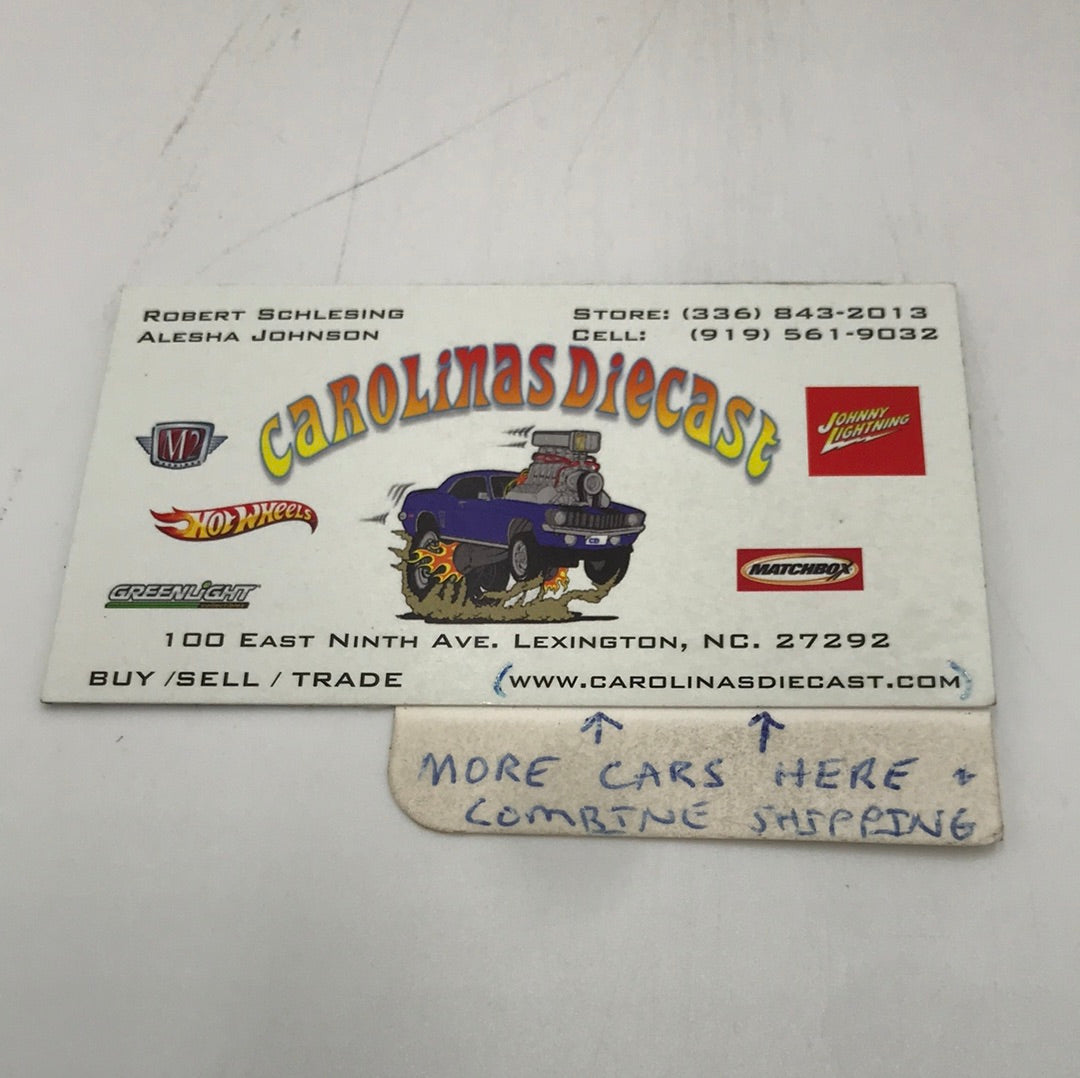 ROBERT SCHLESING
ALESHA JOHNSON
STORE: (336) 843-2013
CELL: (919) 561-9032
CAROLINAS DIECAST
M2
JOHNNY
LIGHTNING
HOT WHEELS
MATCHBOX
GREENLIGHT
collectibles
100 EAST NINTH AVE. LEXINGTON, NC. 27292
BUY /SELL / TRADE
(WWW.CAROLINASDIECAST.COM)
MORE CARS HERE +
COMBINE SHIPPING